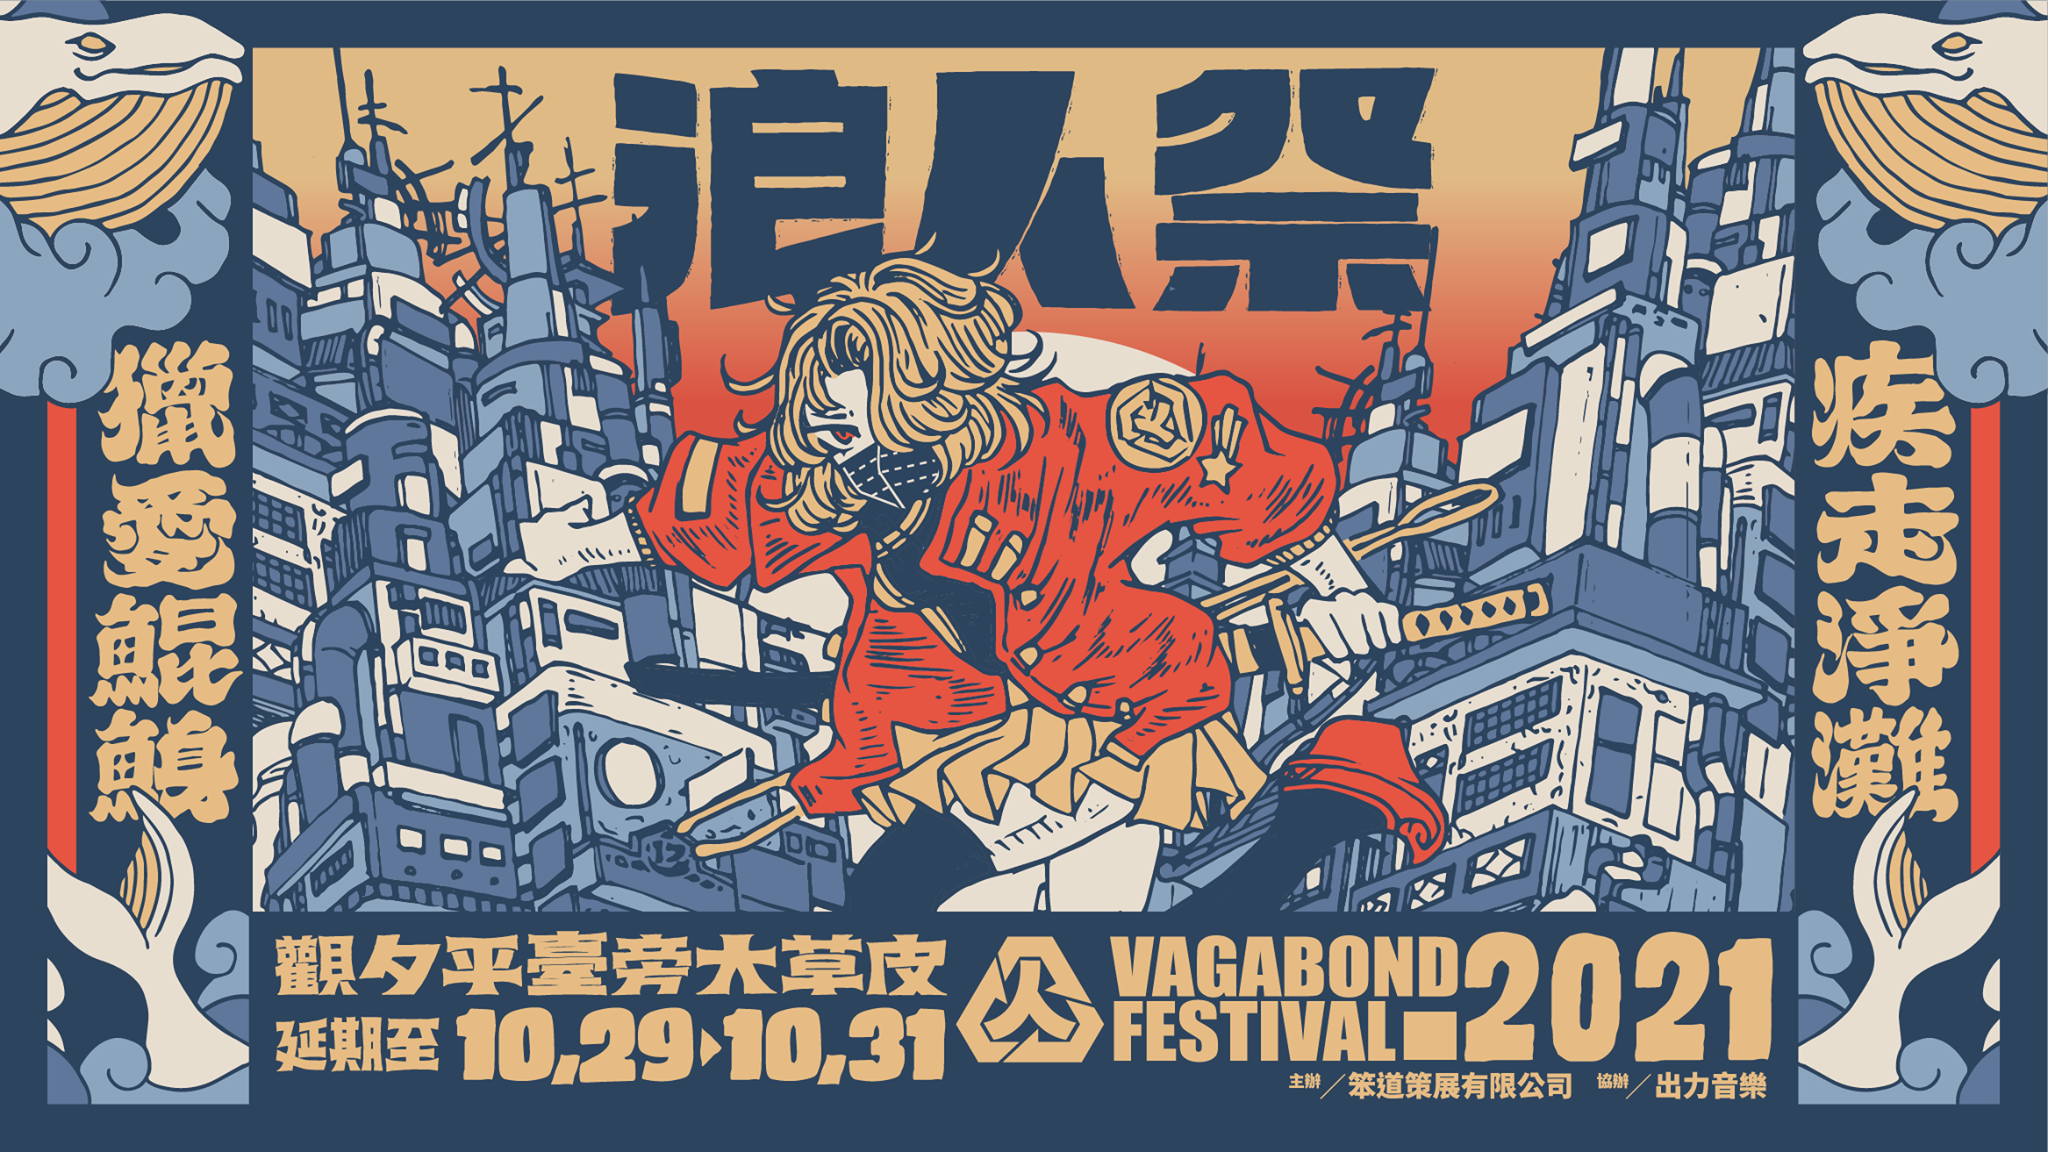 浪人祭
疾走淨灘
獵愛鯤鯓
觀夕平臺旁大草皮
延期至 10,29▸10,31
VAGABOND
FESTIVAL■2021
主辦／笨道策展有限公司 協辦／出力音樂